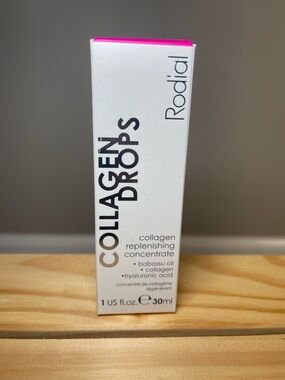 Rodial
COLLAGEN
DROPS
collagen
replenishing
concentrate
• babassu oil
• collagen
•hyaluronic acid
concentré de collagène
régénérant
1 US fl.oz. ℮ 30ml